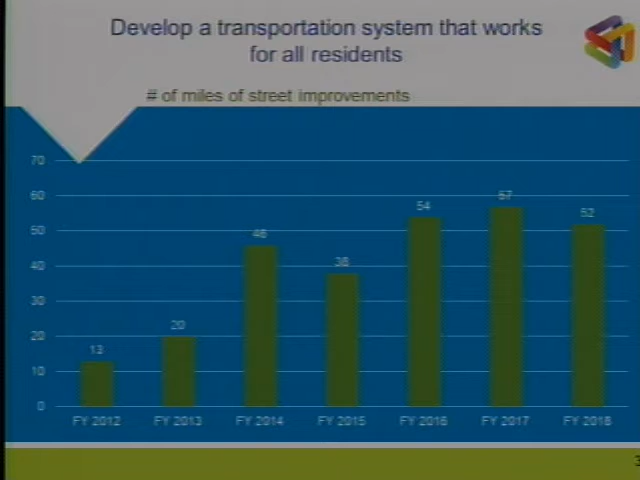 Develop a transportation system that works
for all residents
# of miles of street improvements
70
60
50
40
30
20
10
0
13
20
46
38
54
57
52
FY 2012
FY 2013
FY 2014
FY 2015
FY 2016
FY 2017
FY 2018
3